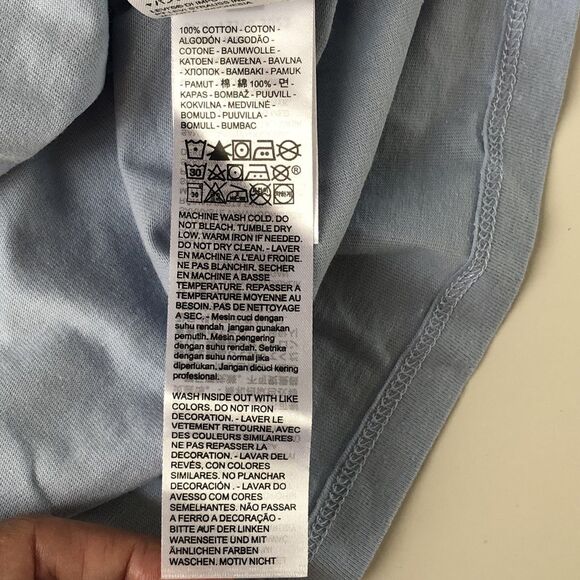 100% COTTON - COTON -
ALGODÓN - ALGODÃO -
COTONE - BAUMWOLLE -
KATOEN - BAWEŁNA - BAVLNA
- ХЛОПОК - BAMBAKI - PAMUK
- PAMUT - 棉 - 綿 100% - 면 -
KAPAS - BOMBAŽ - PUUVILL -
KOKVILNA - MEDVILNĖ -
BOMULD - PUUVILLA -
BOMULL - BUMBAC
30
®
MACHINE WASH COLD. DO
NOT BLEACH. TUMBLE DRY
LOW. WARM IRON IF NEEDED.
DO NOT DRY CLEAN. - LAVER
EN MACHINE A L'EAU FROIDE.
NE PAS BLANCHIR. SECHER
EN MACHINE A BASSE
TEMPERATURE. REPASSER A
TEMPERATURE MOYENNE AU
BESOIN. PAS DE NETTOYAGE
A SEC. - Mesin cuci dengan
suhu rendah jangan gunakan
pemutih. Mesin pengering
dengan suhu rendah. Setrika
dengan suhu normal jika
diperlukan. Jangan dicuci kering
profesional.
WASH INSIDE OUT WITH LIKE
COLORS. DO NOT IRON
DECORATION. - LAVER LE
VETEMENT RETOURNE, AVEC
DES COULEURS SIMILAIRES.
NE PAS REPASSER LA
DECORATION. - LAVAR DEL
REVÉS, CON COLORES
SIMILARES. NO PLANCHAR
DECORACIÓN. - LAVAR DO
AVESSO COM CORES
SEMELHANTES. NÃO PASSAR
A FERRO A DECORAÇÃO -
BITTE AUF DER LINKEN
WARENSEITE UND MIT
ÄHNLICHEN FARBEN
WASCHEN. MOTIV NICHT